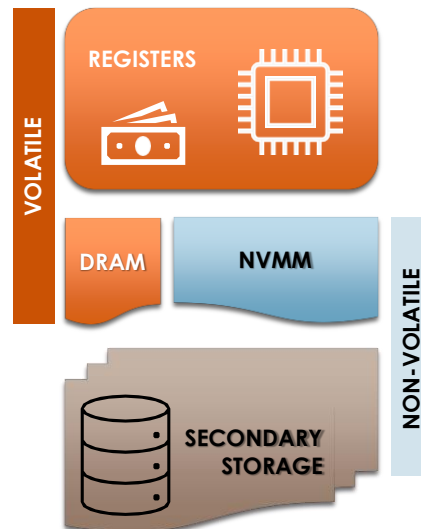 REGISTERS
VOLATILE
DRAM
NVMM
NON-VOLATILE
SECONDARY
STORAGE